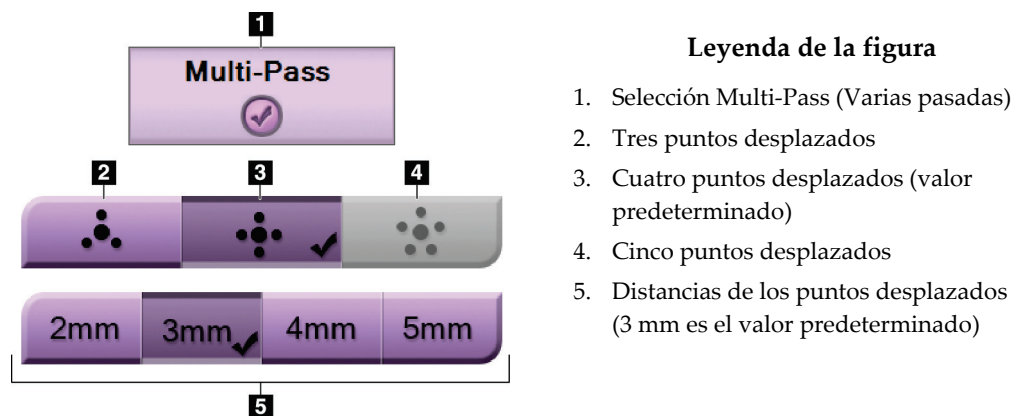 1
Multi-Pass
2 3 4
2mm 3mm 4mm 5mm
5
Leyenda de la figura
1. Selección Multi-Pass (Varias pasadas)
2. Tres puntos desplazados
3. Cuatro puntos desplazados (valor
predeterminado)
4. Cinco puntos desplazados
5. Distancias de los puntos desplazados
(3 mm es el valor predeterminado)